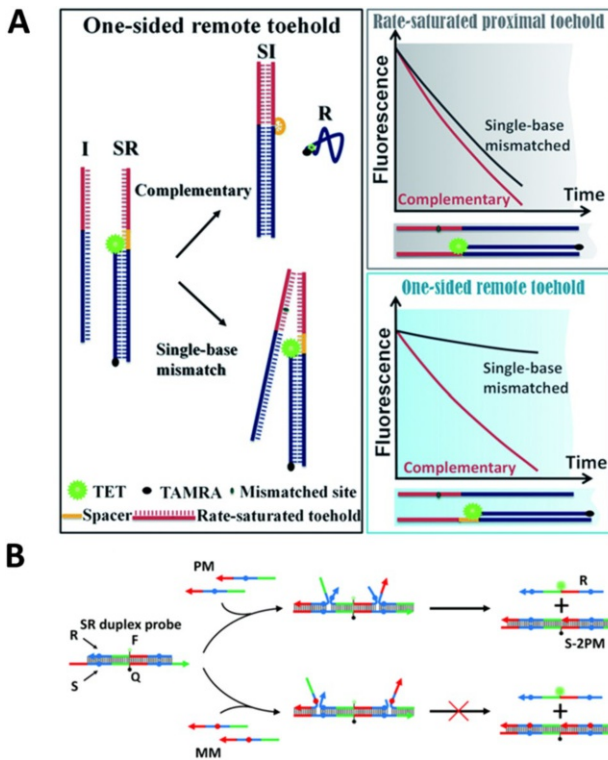 A
One-sided remote toehold
I
SR
SI
R
Complementary
Single-base
mismatch
TET
TAMRA
Mismatched site
Spacer
Rate-saturated toehold
Rate-saturated proximal toehold
Fluorescence
Single-base
mismatched
Complementary
Time
One-sided remote toehold
Fluorescence
Single-base
mismatched
Complementary
Time
B
PM
SR duplex probe
R
F
S
Q
MM
R
+
S-2PM
+